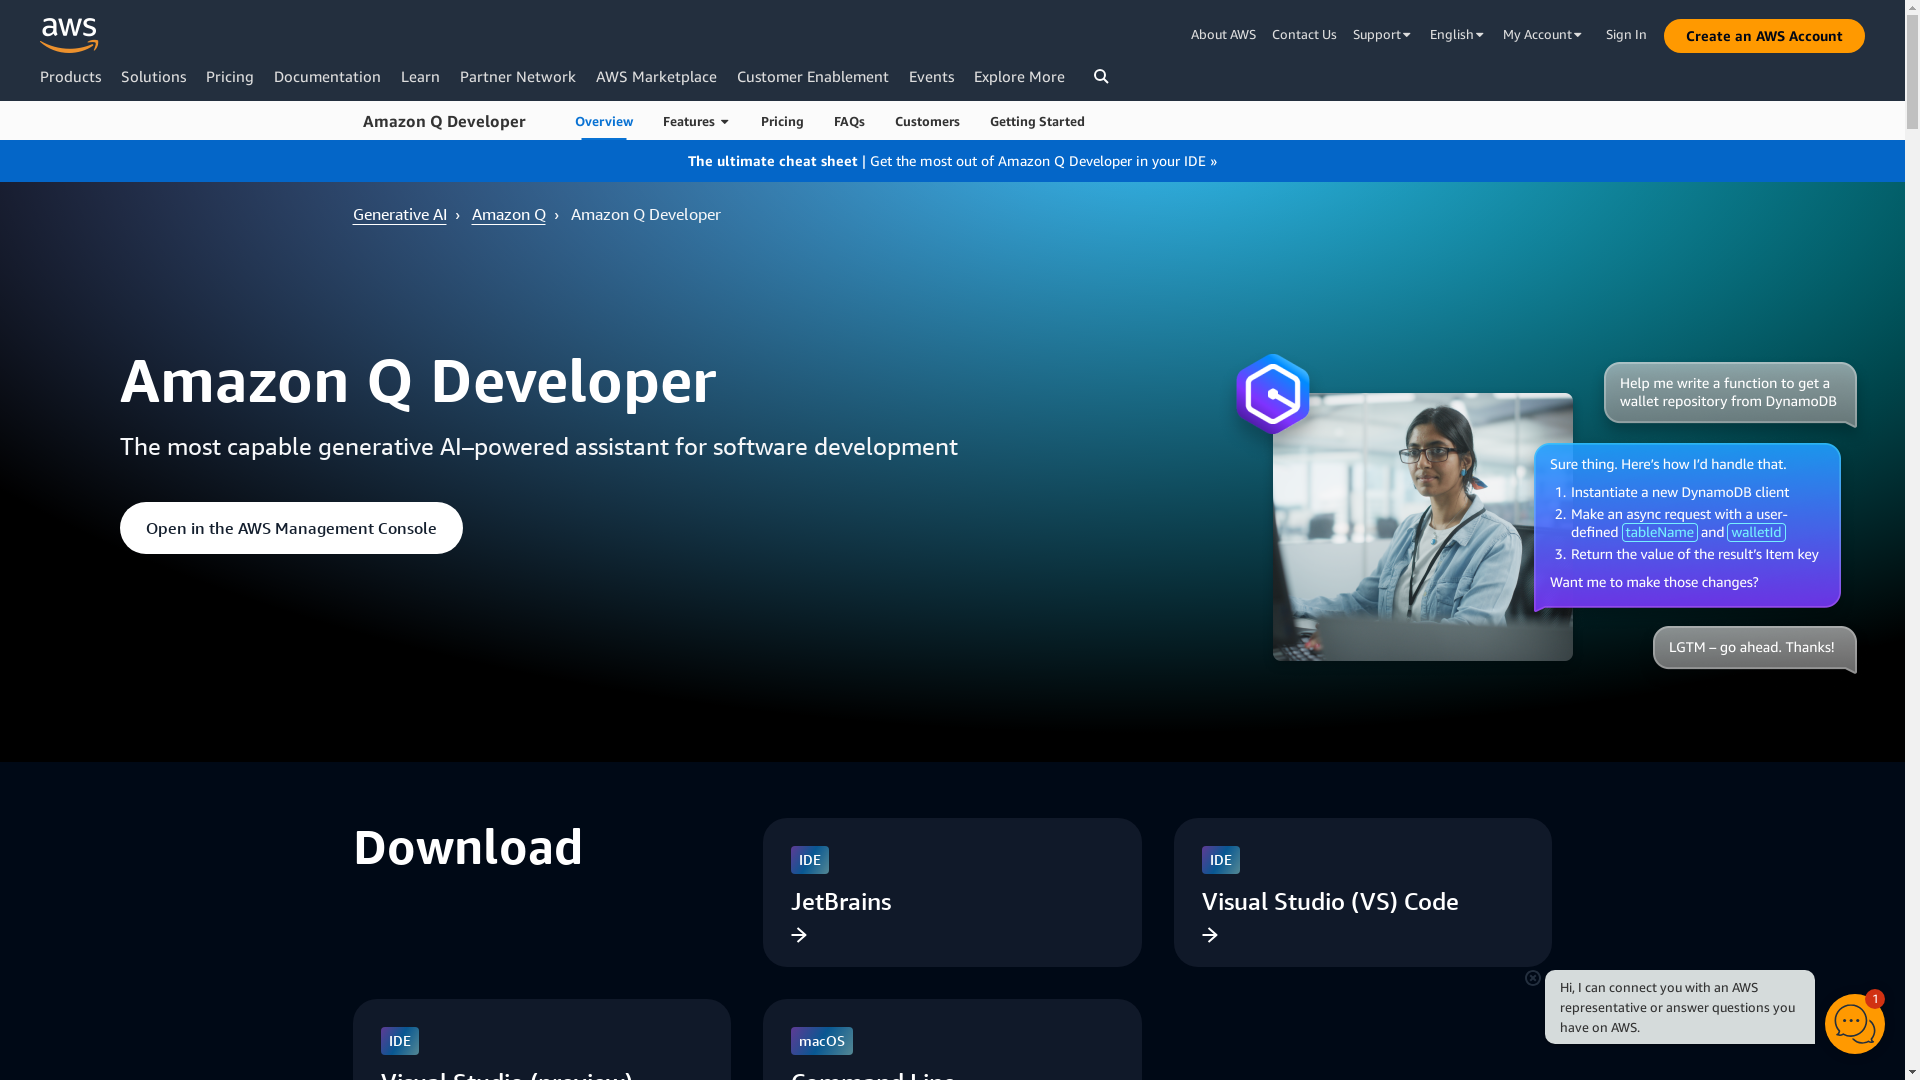 aws
About AWS
Contact Us
Support
English
My Account
Sign In
Create an AWS Account
Products
Solutions
Pricing
Documentation
Learn
Partner Network
AWS Marketplace
Customer Enablement
Events
Explore More
Amazon Q Developer
Overview
Features
Pricing
FAQs
Customers
Getting Started
The ultimate cheat sheet | Get the most out of Amazon Q Developer in your IDE »
Generative AI › Amazon Q › Amazon Q Developer
Amazon Q Developer
The most capable generative AI–powered assistant for software development
Open in the AWS Management Console
Help me write a function to get a
wallet repository from DynamoDB
Sure thing. Here's how I'd handle that.
1. Instantiate a new DynamoDB client
2. Make an async request with a user-
defined tableName and walletId
3. Return the value of the result's Item key
Want me to make those changes?
LGTM – go ahead. Thanks!
Download
IDE
JetBrains
IDE
Visual Studio (VS) Code
IDE
Visual Studio (preview)
macOS
Command Line
Hi, I can connect you with an AWS
representative or answer questions you
have on AWS.
1